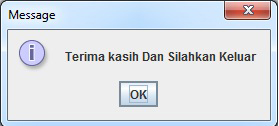 Message
Terima kasih Dan Silahkan Keluar
OK